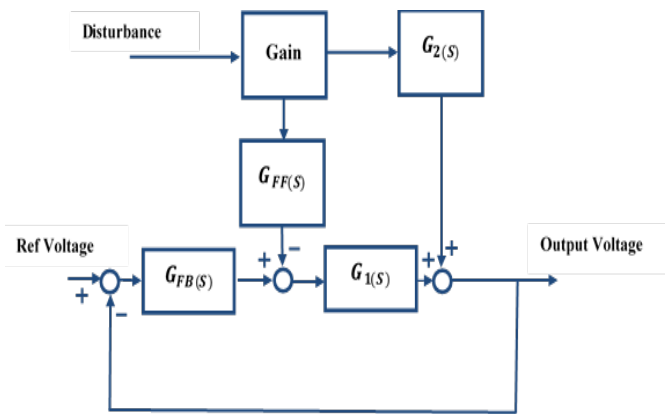 Disturbance
Gain
G2(S)
GFF(S)
Ref Voltage
GFB(S)
G1(S)
Output Voltage
+
−
+
−
+
+